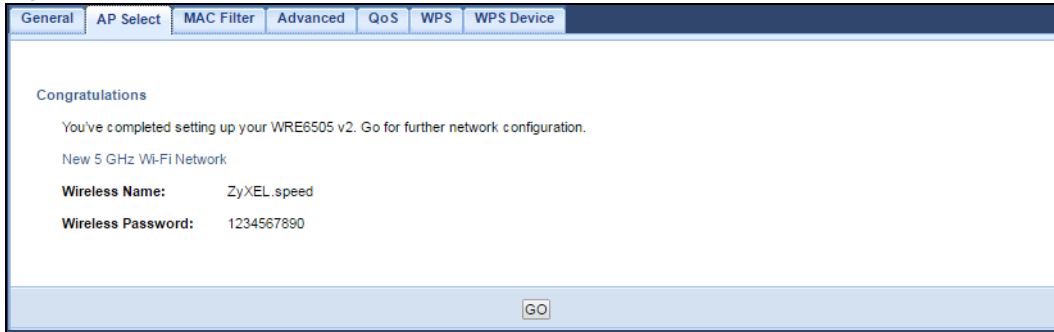 General AP Select MAC Filter Advanced QoS WPS WPS Device
Congratulations
You've completed setting up your WRE6505 v2. Go for further network configuration.
New 5 GHz Wi-Fi Network
Wireless Name: ZyXEL.speed
Wireless Password: 1234567890
GO